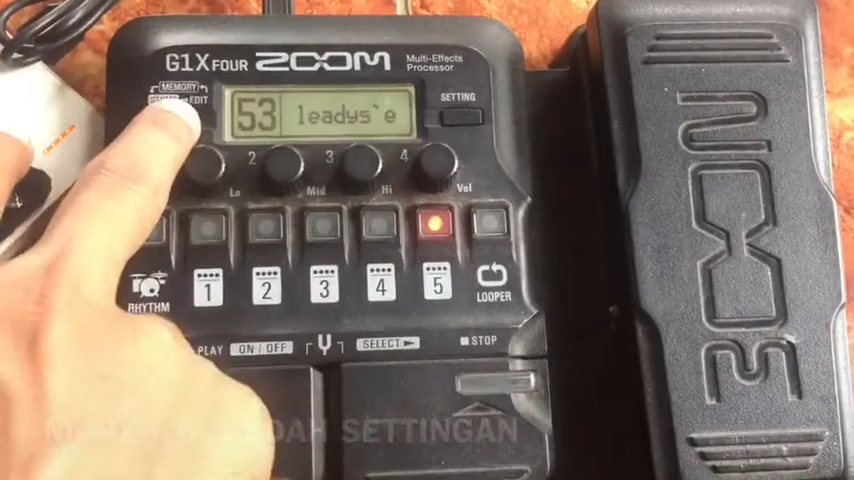 G1X FOUR ZOOM Multi-Effects Processor
MEMORY
EDIT
SETTING
53 leadys`e
2 3 4
Lo Mid Hi Vol
RHYTHM 1 2 3 4 5 LOOPER
PLAY ON / OFF SELECT STOP
SETTINGAN
ZOOM